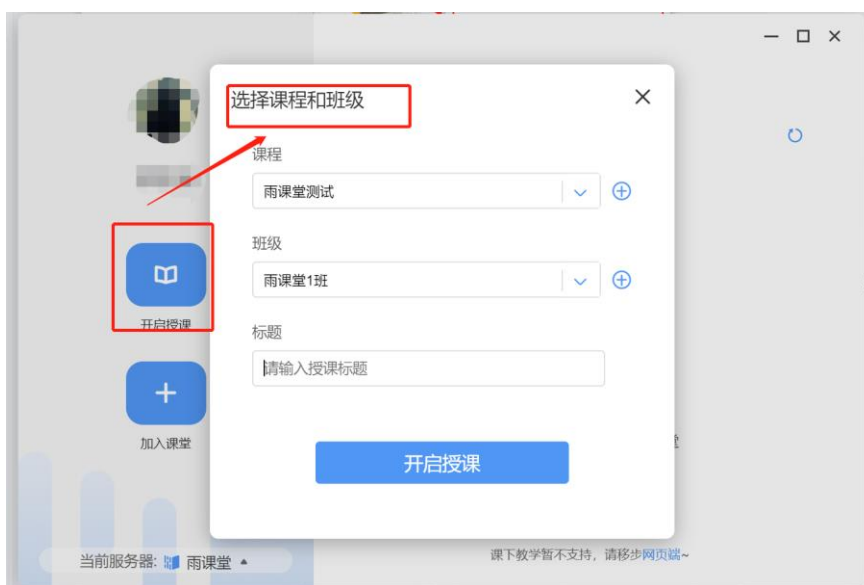 选择课程和班级
课程
雨课堂测试
班级
雨课堂1班
标题
请输入授课标题
开启授课
开启授课
加入课堂
当前服务器: 雨课堂
课下教学暂不支持，请移步网页端~